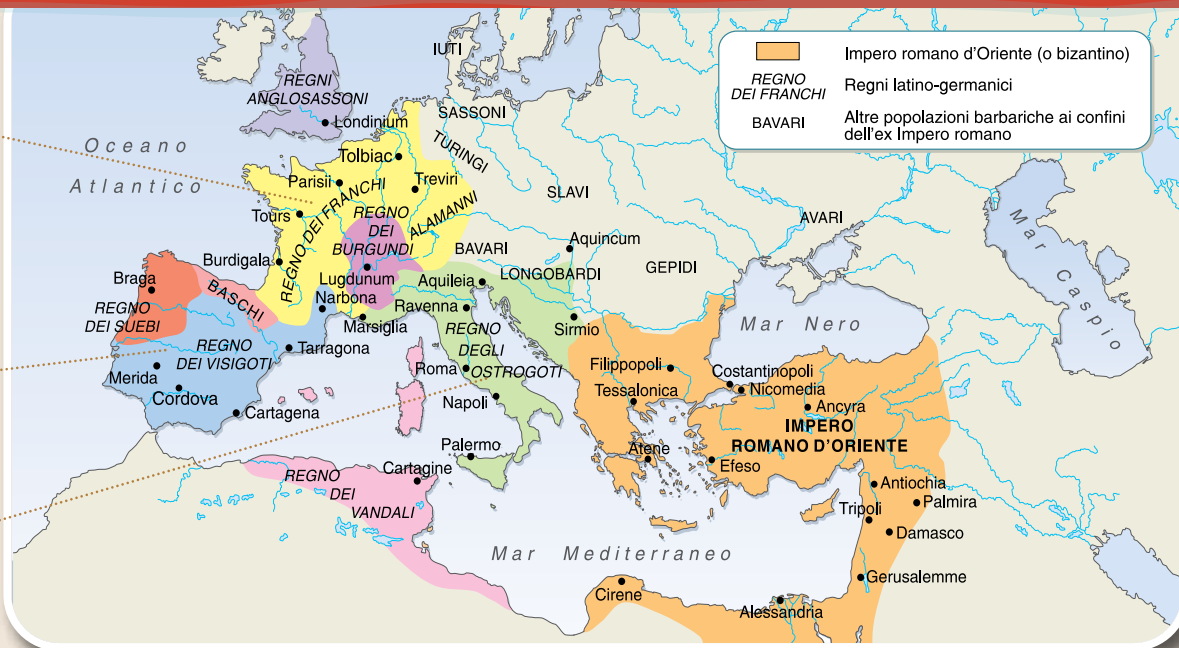 Impero romano d'Oriente (o bizantino)
REGNO
DEI FRANCHI
Regni latino-germanici
BAVARI
Altre popolazioni barbariche ai confini
dell'ex Impero romano
IUTI
REGNI
ANGLOSASSONI
Londinium
SASSONI
Oceano
Atlantico
Tolbiac
TURINGI
Parisii
Treviri
SLAVI
Tours
REGNO DEI FRANCHI
REGNO
DEI
BURGUNDI
ALAMANNI
AVARI
Mar Caspio
BAVARI
Aquincum
Burdigala
Lugdunum
Aquileia
LONGOBARDI
GEPIDI
Braga
BASCHI
Narbona
Ravenna
REGNO
DEI SUEBI
Marsiglia
REGNO
DEGLI
OSTROGOTI
Sirmio
Mar Nero
REGNO
DEI VISIGOTI
Tarragona
Merida
Roma
Filippopoli
Costantinopoli
Nicomedia
Cordova
Napoli
Tessalonica
Ancyra
Cartagena
IMPERO
ROMANO D'ORIENTE
Palermo
Atene
Efeso
Cartagine
REGNO
DEI
VANDALI
Antiochia
Palmira
Tripoli
Damasco
Mar Mediterraneo
Gerusalemme
Cirene
Alessandria